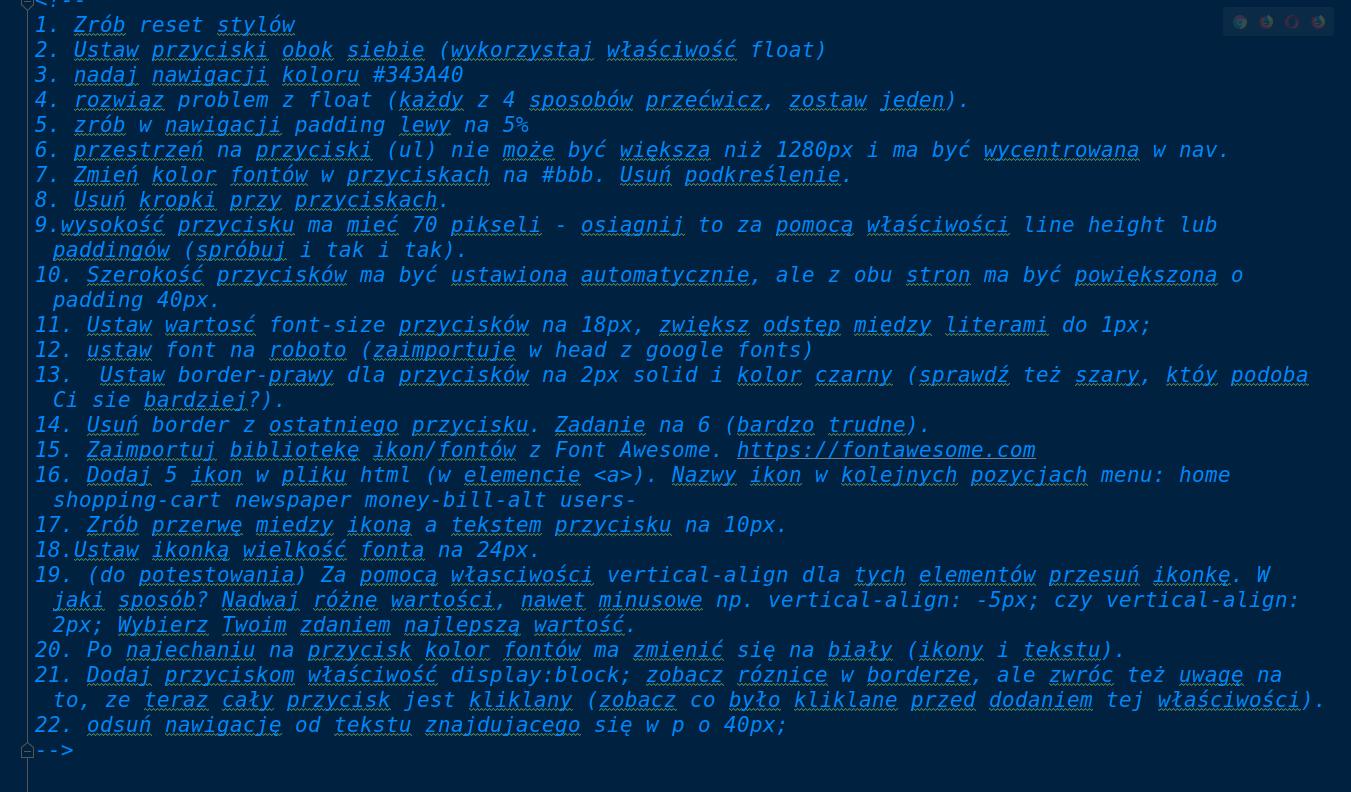 <!--
1. Zrób reset stylów
2. Ustaw przyciski obok siebie (wykorzystaj właściwość float)
3. nadaj nawigacji koloru #343A40
4. rozwiąz problem z float (każdy z 4 sposobów przećwicz, zostaw jeden).
5. zrób w nawigacji padding lewy na 5%
6. przestrzeń na przyciski (ul) nie może być większa niż 1280px i ma być wycentrowana w nav.
7. Zmień kolor fontów w przyciskach na #bbb. Usuń podkreślenie.
8. Usuń kropki przy przyciskach.
9.wysokość przycisku ma mieć 70 pikseli - osiągnij to za pomocą właściwości line height lub
paddingów (spróbuj i tak i tak).
10. Szerokość przycisków ma być ustawiona automatycznie, ale z obu stron ma być powiększona o
padding 40px.
11. Ustaw wartosć font-size przycisków na 18px, zwiększ odstęp między literami do 1px;
12. ustaw font na roboto (zaimportuje w head z google fonts)
13.  Ustaw border-prawy dla przycisków na 2px solid i kolor czarny (sprawdź też szary, któy podoba
Ci sie bardziej?).
14. Usuń border z ostatniego przycisku. Zadanie na 6 (bardzo trudne).
15. Zaimportuj bibliotekę ikon/fontów z Font Awesome. https://fontawesome.com
16. Dodaj 5 ikon w pliku html (w elemencie <a>). Nazwy ikon w kolejnych pozycjach menu: home
shopping-cart newspaper money-bill-alt users-
17. Zrób przerwę miedzy ikoną a tekstem przycisku na 10px.
18.Ustaw ikonką wielkość fonta na 24px.
19. (do potestowania) Za pomocą własciwości vertical-align dla tych elementów przesuń ikonkę. W
jaki sposób? Nadwaj różne wartości, nawet minusowe np. vertical-align: -5px; czy vertical-align:
2px; Wybierz Twoim zdaniem najlepszą wartość.
20. Po najechaniu na przycisk kolor fontów ma zmienić się na biały (ikony i tekstu).
21. Dodaj przyciskom właściwość display:block; zobacz róznice w borderze, ale zwróc też uwagę na
to, ze teraz cały przycisk jest kliklany (zobacz co było kliklane przed dodaniem tej właściwości).
22. odsuń nawigację od tekstu znajdujacego się w p o 40px;
-->